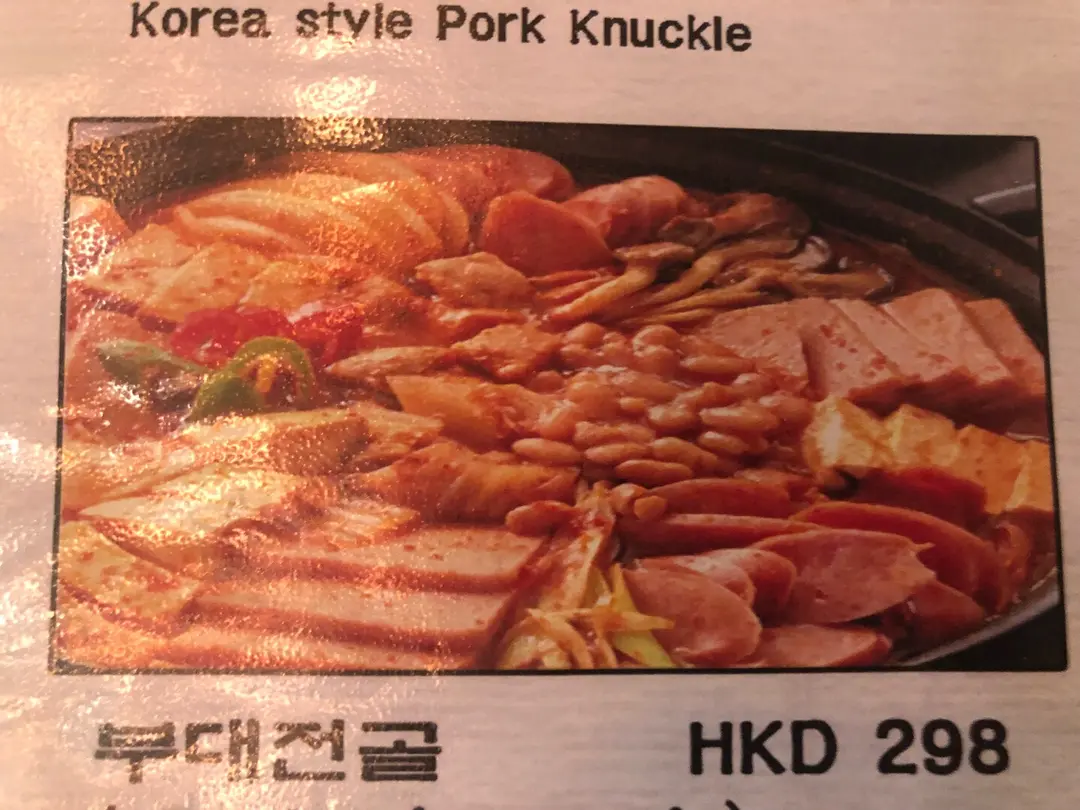 Korea style Pork Knuckle
부대전골 HKD 298